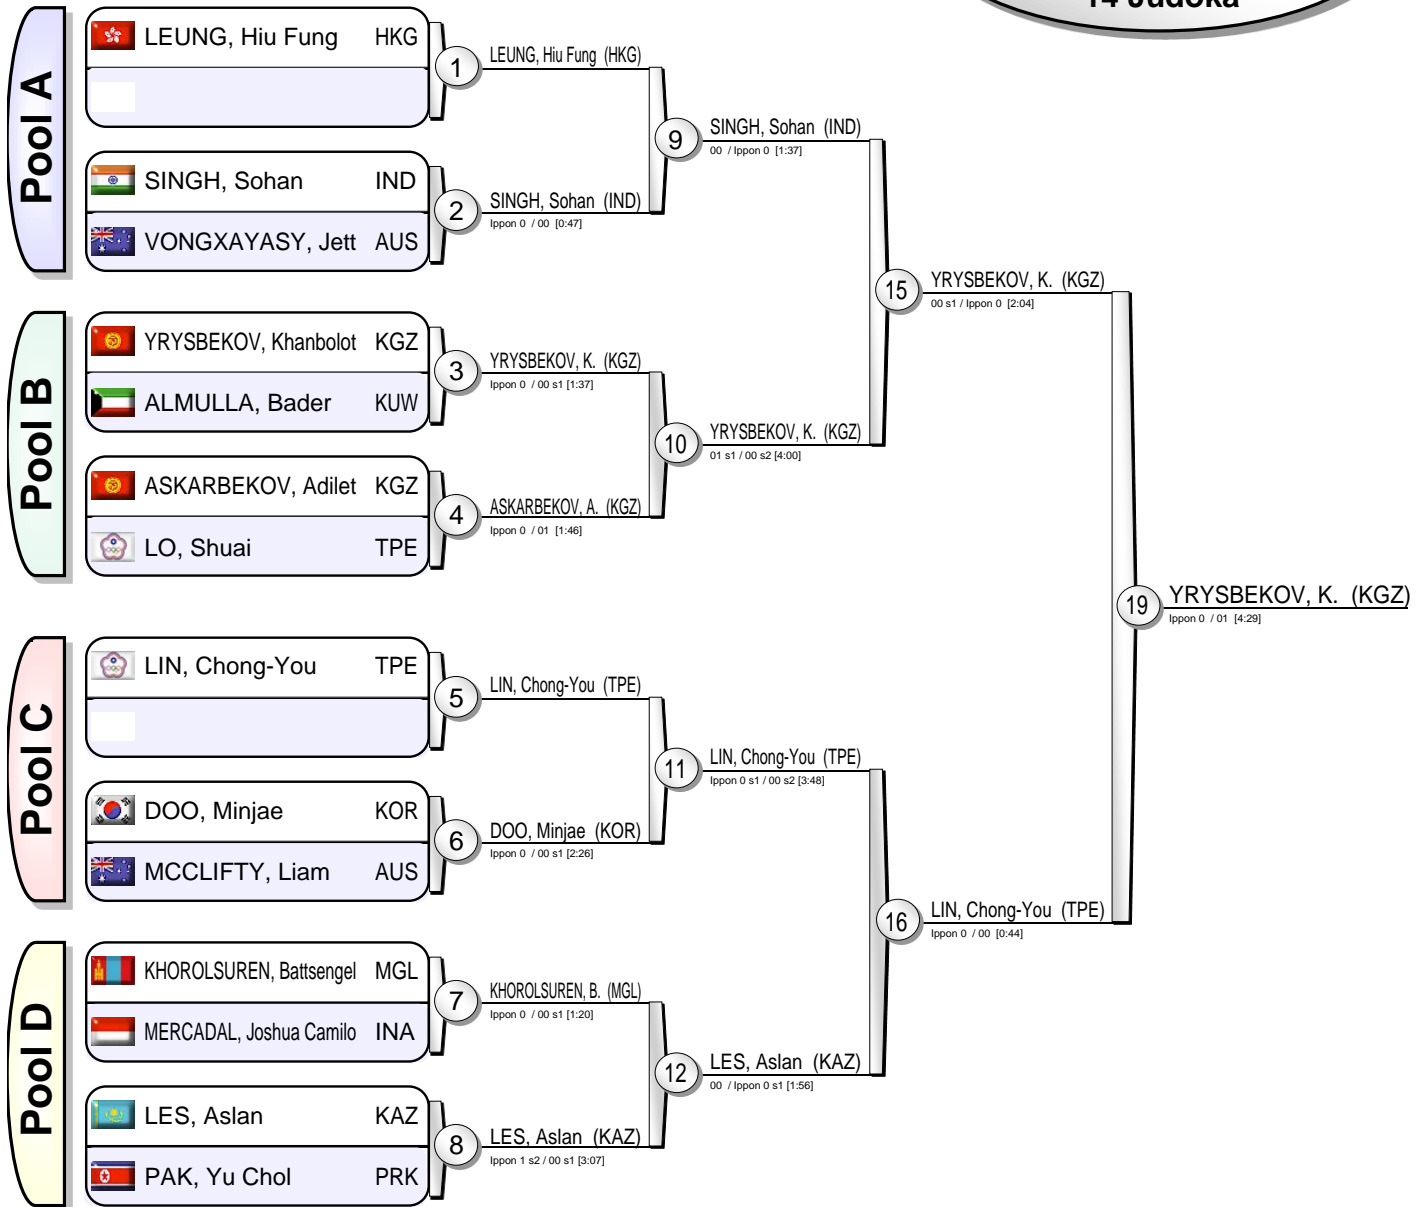 14 Judoka
Pool A
LEUNG, Hiu Fung HKG
1
LEUNG, Hiu Fung (HKG)
SINGH, Sohan IND
VONGXAYASY, Jett AUS
2
SINGH, Sohan (IND)
Ippon 0 / 00 [0:47]
9
SINGH, Sohan (IND)
00 / Ippon 0 [1:37]
Pool B
YRYSBEKOV, Khanbolot KGZ
ALMULLA, Bader KUW
3
YRYSBEKOV, K. (KGZ)
Ippon 0 / 00 s1 [1:37]
ASKARBEKOV, Adilet KGZ
LO, Shuai TPE
4
ASKARBEKOV, A. (KGZ)
Ippon 0 / 01 [1:46]
10
YRYSBEKOV, K. (KGZ)
01 s1 / 00 s2 [4:00]
15
YRYSBEKOV, K. (KGZ)
00 s1 / Ippon 0 [2:04]
Pool C
LIN, Chong-You TPE
5
LIN, Chong-You (TPE)
DOO, Minjae KOR
MCCLIFTY, Liam AUS
6
DOO, Minjae (KOR)
Ippon 0 / 00 s1 [2:26]
11
LIN, Chong-You (TPE)
Ippon 0 s1 / 00 s2 [3:48]
Pool D
KHOROLSUREN, Battsengel MGL
MERCADAL, Joshua Camilo INA
7
KHOROLSUREN, B. (MGL)
Ippon 0 / 00 s1 [1:20]
LES, Aslan KAZ
PAK, Yu Chol PRK
8
LES, Aslan (KAZ)
Ippon 1 s2 / 00 s1 [3:07]
12
LES, Aslan (KAZ)
00 / Ippon 0 s1 [1:56]
16
LIN, Chong-You (TPE)
Ippon 0 / 00 [0:44]
19
YRYSBEKOV, K. (KGZ)
Ippon 0 / 01 [4:29]